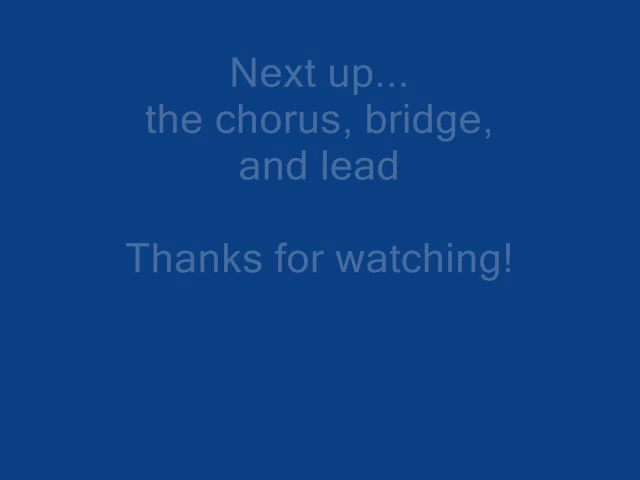 Next up...
the chorus, bridge,
and lead
Thanks for watching!